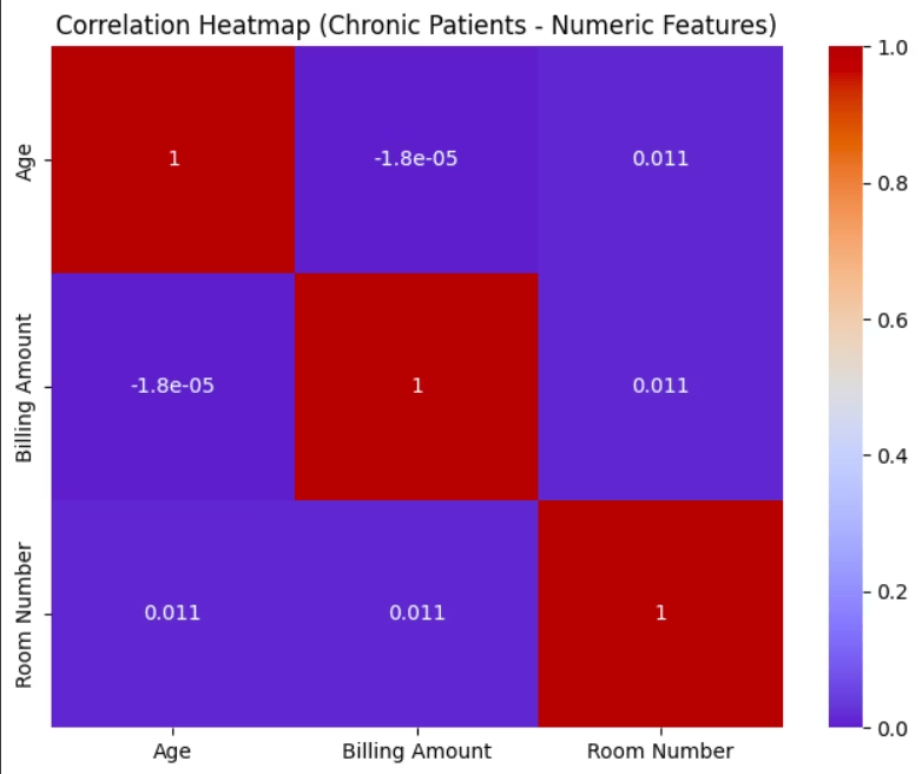 Correlation Heatmap (Chronic Patients - Numeric Features)
Age
1
-1.8e-05
0.011
Billing Amount
-1.8e-05
1
0.011
Room Number
0.011
0.011
1
Age
Billing Amount
Room Number
1.0
0.8
0.6
0.4
0.2
0.0